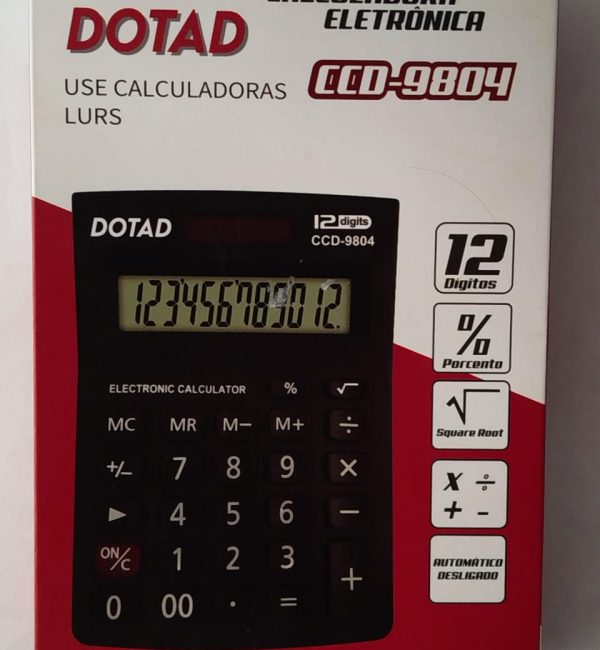 DOTAD
ELETRÔNICA
USE CALCULADORAS
LURS
CCD-9804
DOTAD
12 digits
CCD-9804
123456789012.
12
Dígitos
%
Porcento
√
Square Root
X ÷
+ -
AUTOMÁTICO
DESLIGADO
ELECTRONIC CALCULATOR % √
MC MR M− M+ ÷
+/− 7 8 9 ×
► 4 5 6 −
ON/C 1 2 3 +
0 00 · =